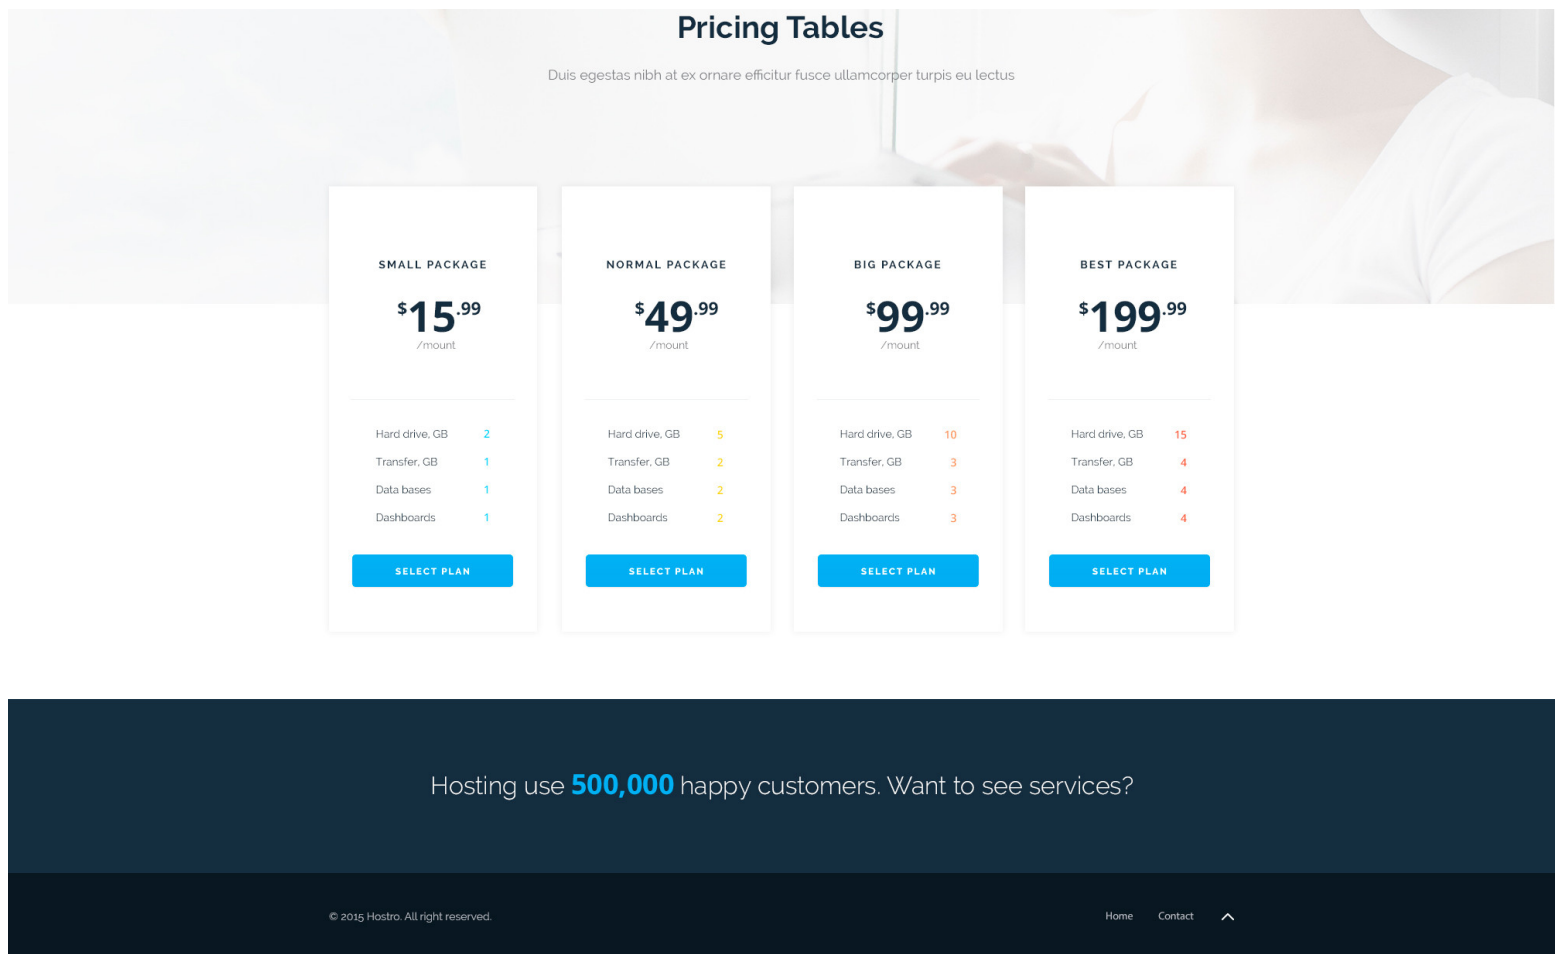 Pricing Tables
Duis egestas nibh at ex ornare efficitur fusce ullamcorper turpis eu lectus
SMALL PACKAGE
$15.99
/mount
Hard drive, GB 2
Transfer, GB 1
Data bases 1
Dashboards 1
SELECT PLAN
NORMAL PACKAGE
$49.99
/mount
Hard drive, GB 5
Transfer, GB 2
Data bases 2
Dashboards 2
SELECT PLAN
BIG PACKAGE
$99.99
/mount
Hard drive, GB 10
Transfer, GB 3
Data bases 3
Dashboards 3
SELECT PLAN
BEST PACKAGE
$199.99
/mount
Hard drive, GB 15
Transfer, GB 4
Data bases 4
Dashboards 4
SELECT PLAN
Hosting use 500,000 happy customers. Want to see services?
© 2015 Hostro. All right reserved.
Home Contact